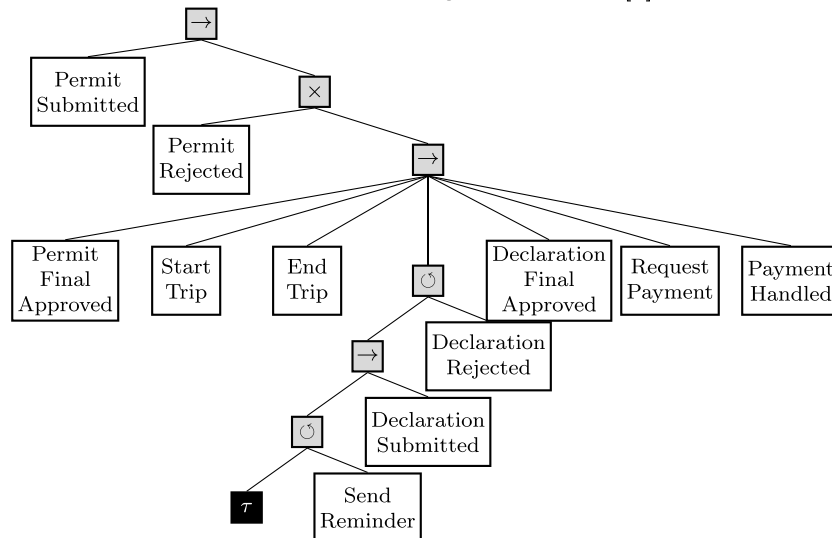 →
Permit
Submitted
×
Permit
Rejected
→
Permit
Final
Approved
Start
Trip
End
Trip
↺
Declaration
Final
Approved
Request
Payment
Payment
Handled
Declaration
Rejected
→
Declaration
Submitted
↺
τ
Send
Reminder